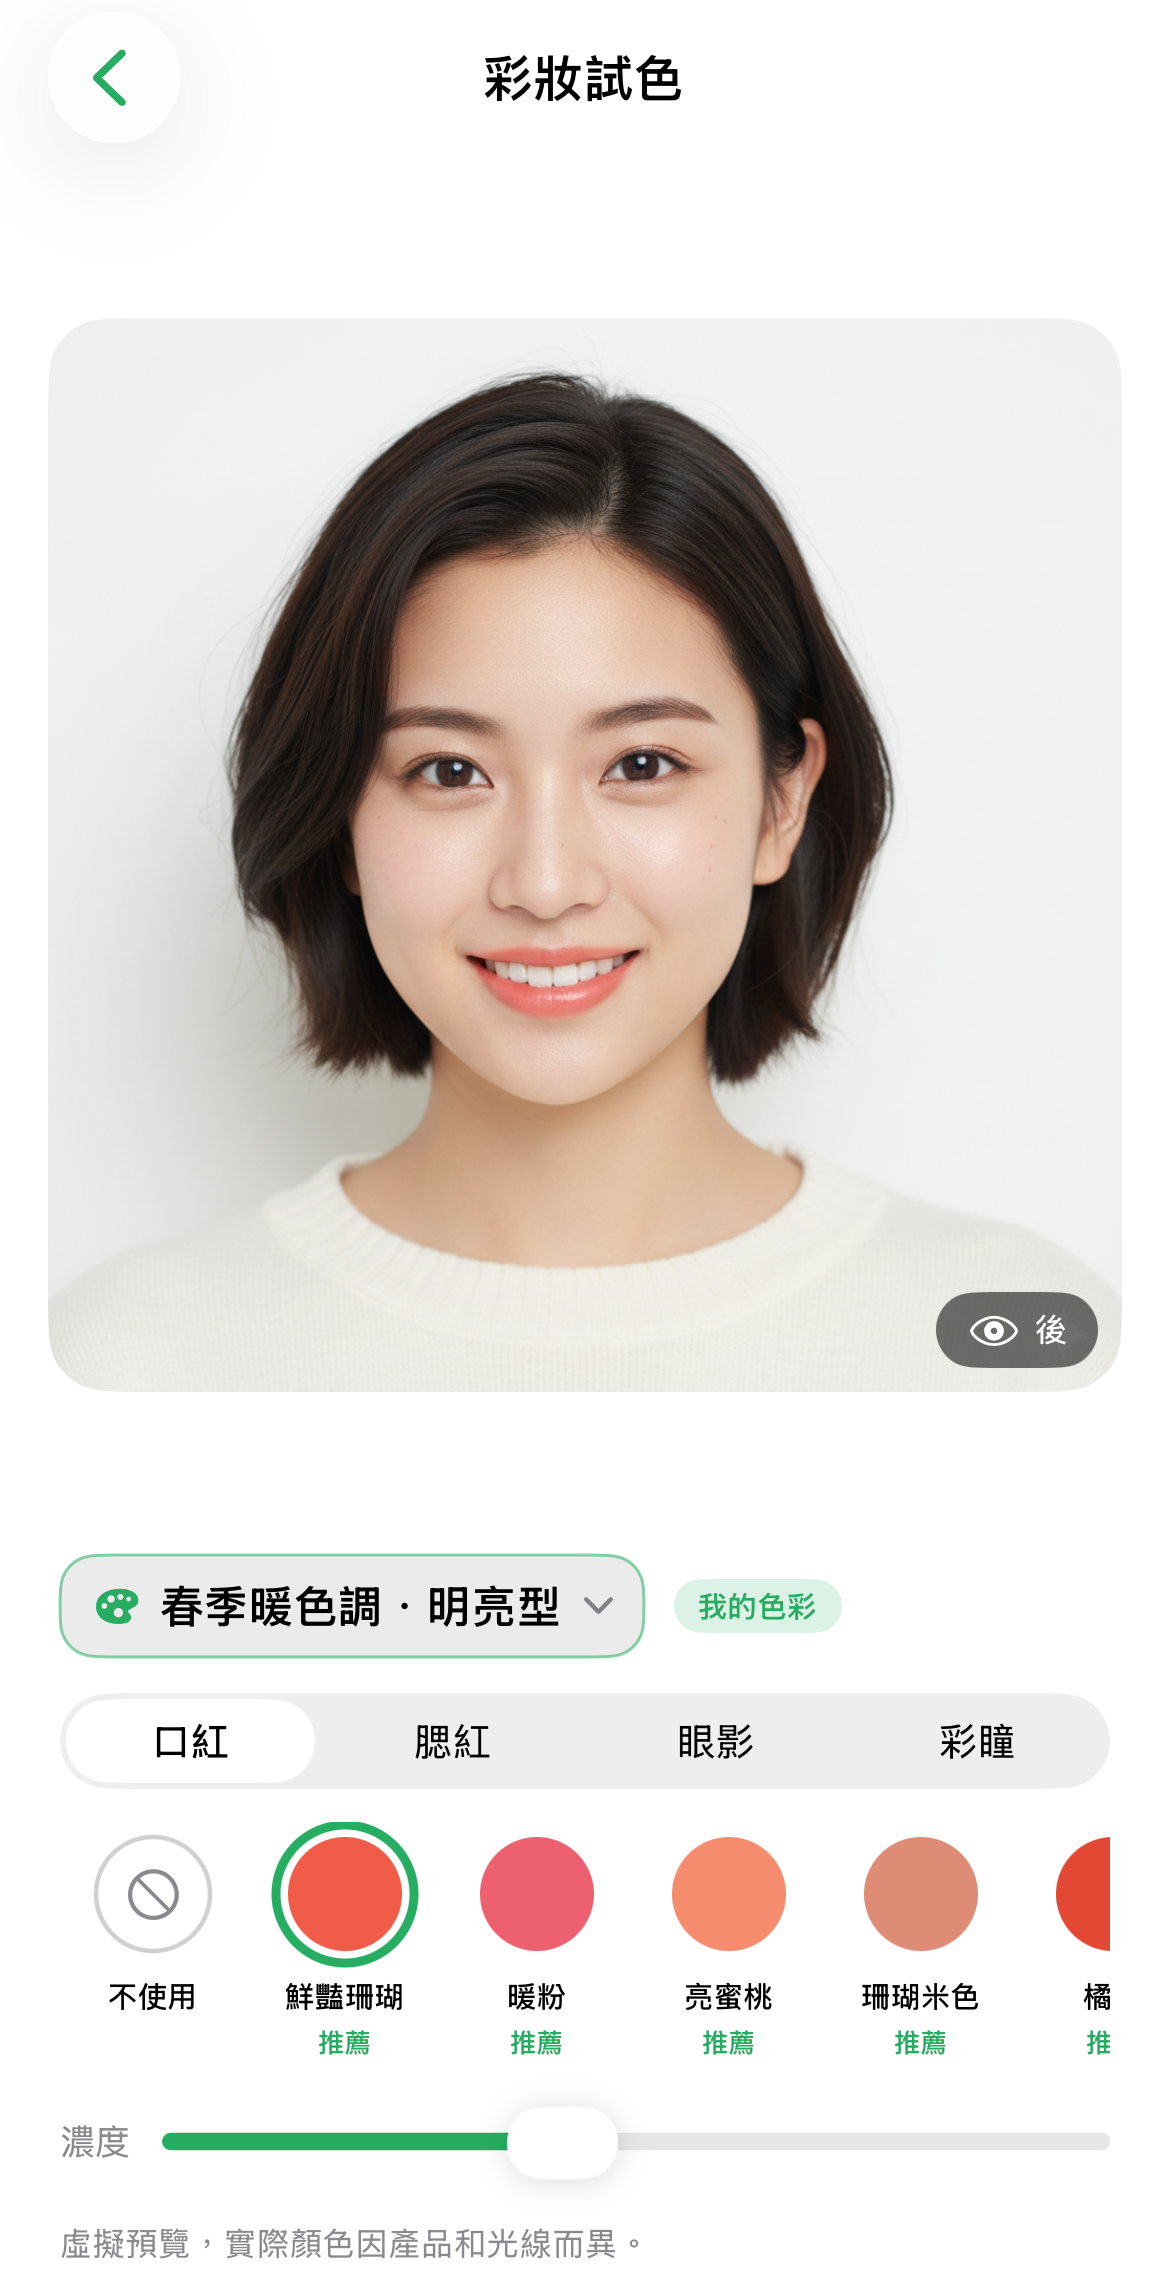 彩妝試色
後
春季暖色調 · 明亮型
我的色彩
口紅 腮紅 眼影 彩瞳
不使用 鮮豔珊瑚 暖粉 亮蜜桃 珊瑚米色 橘
推薦 推薦 推薦 推薦 推
濃度
虛擬預覽，實際顏色因產品和光線而異。